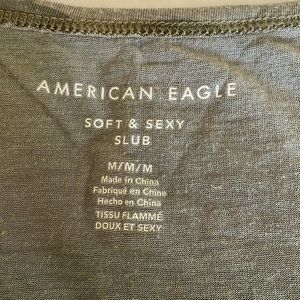 AMERICAN EAGLE
SOFT & SEXY
SLUB
M/M/M
Made in China
Fabriqué en Chine
Hecho en China
TISSU FLAMMÉ
DOUX ET SEXY